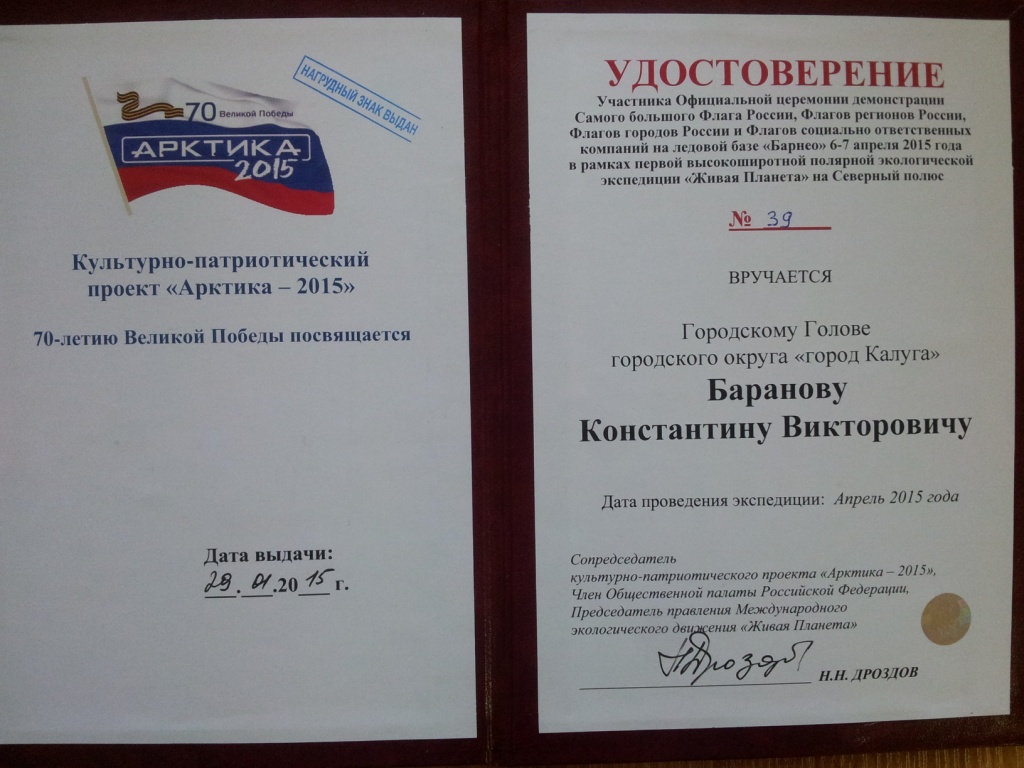 70 Великой Победы
АРКТИКА
2015
НАГРУДНЫЙ ЗНАК ВЫДАН
Культурно-патриотический
проект «Арктика – 2015»
70-летию Великой Победы посвящается
Дата выдачи:
29.01.2015 г.
УДОСТОВЕРЕНИЕ
Участника Официальной церемонии демонстрации
Самого большого Флага России, Флагов регионов России,
Флагов городов России и Флагов социально ответственных
компаний на ледовой базе «Барнео» 6-7 апреля 2015 года
в рамках первой высокоширотной полярной экологической
экспедиции «Живая Планета» на Северный полюс
№ 39
ВРУЧАЕТСЯ
Городскому Голове
городского округа «город Калуга»
Баранову
Константину Викторовичу
Дата проведения экспедиции: Апрель 2015 года
Сопредседатель
культурно-патриотического проекта «Арктика – 2015»,
Член Общественной палаты Российской Федерации,
Председатель правления Международного
экологического движения «Живая Планета»
Н.Н. ДРОЗДОВ